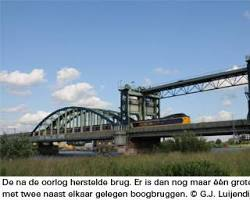 De na de oorlog herstelde brug. Er is dan nog maar één grote
met twee naast elkaar gelegen boogbruggen. © G.J. Luijendi